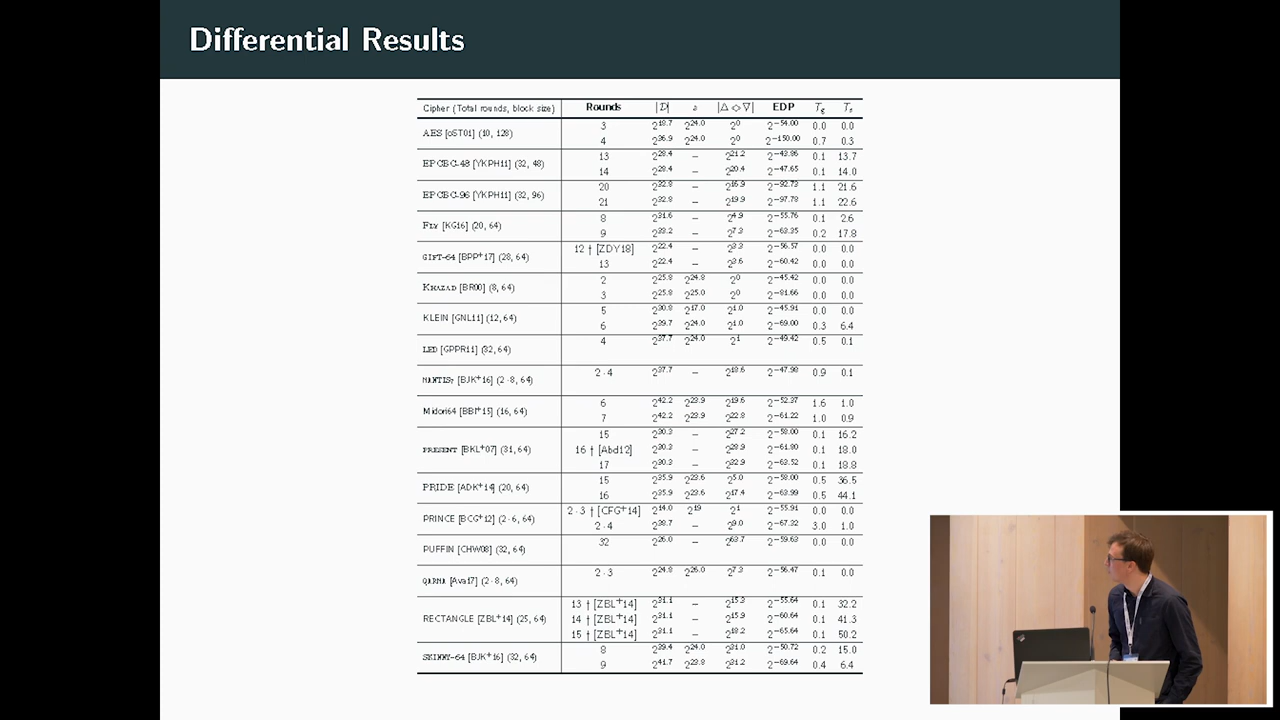 Differential Results
Cipher (Total rounds, block size) Rounds |D| s |Δ ◇ ∇| EDP T_g T_s
AES [oST01] (10, 128) 3 2^18.7 2^24.0 2^0 2^−54.00 0.0 0.0
4 2^36.9 2^24.0 2^0 2^−150.00 0.7 0.3
EPCBC-48 [YKPH11] (32, 48) 13 2^28.4 – 2^21.2 2^−43.86 0.1 13.7
14 2^28.4 – 2^20.4 2^−47.65 0.1 14.0
EPCBC-96 [YKPH11] (32, 96) 20 2^32.8 – 2^16.9 2^−92.73 1.1 21.6
21 2^32.8 – 2^19.9 2^−97.78 1.1 22.6
Fly [KG16] (20, 64) 8 2^31.6 – 2^4.9 2^−55.76 0.1 2.6
9 2^33.2 – 2^7.3 2^−63.35 0.2 17.8
GIFT-64 [BPP+17] (28, 64) 12 † [ZDY18] 2^22.4 – 2^3.3 2^−56.57 0.0 0.0
13 2^22.4 – 2^3.6 2^−60.42 0.0 0.0
KHAZAD [BR00] (8, 64) 2 2^25.8 2^24.8 2^0 2^−45.42 0.0 0.0
3 2^25.8 2^25.0 2^0 2^−81.66 0.0 0.0
KLEIN [GNL11] (12, 64) 5 2^30.8 2^17.0 2^1.0 2^−45.91 0.0 0.0
6 2^39.7 2^24.0 2^1.0 2^−69.00 0.3 6.4
LED [GPPR11] (32, 64) 4 2^37.7 2^24.0 2^1 2^−49.42 0.5 0.1
MANTIS7 [BJK+16] (2 · 8, 64) 2 · 4 2^37.7 – 2^18.6 2^−47.98 0.9 0.1
Midori64 [BBI+15] (16, 64) 6 2^42.2 2^23.9 2^19.6 2^−52.37 1.6 1.0
7 2^42.2 2^23.9 2^22.8 2^−61.22 1.0 0.9
PRESENT [BKL+07] (31, 64) 15 2^30.3 – 2^27.2 2^−58.00 0.1 16.2
16 † [Abd12] 2^30.3 – 2^28.9 2^−61.80 0.1 18.0
17 2^30.3 – 2^32.9 2^−63.52 0.1 18.8
PRIDE [ADK+14] (20, 64) 15 2^35.9 2^23.6 2^5.0 2^−58.00 0.5 36.5
16 2^35.9 2^23.6 2^17.4 2^−63.99 0.5 44.1
PRINCE [BCG+12] (2 · 6, 64) 2 · 3 † [CFG+14] 2^14.0 2^19 2^1 2^−55.91 0.0 0.0
2 · 4 2^38.7 – 2^9.0 2^−67.32 3.0 1.0
PUFFIN [CHW08] (32, 64) 32 2^26.0 – 2^63.7 2^−59.63 0.0 0.0
QARMA [Ava17] (2 · 8, 64) 2 · 3 2^24.8 2^26.0 2^7.3 2^−56.47 0.1 0.0
RECTANGLE [ZBL+14] (25, 64) 13 † [ZBL+14] 2^31.1 – 2^15.3 2^−55.64 0.1 32.2
14 † [ZBL+14] 2^31.1 – 2^15.9 2^−60.64 0.1 41.3
15 † [ZBL+14] 2^31.1 – 2^18.2 2^−65.64 0.1 50.2
SKINNY-64 [BJK+16] (32, 64) 8 2^39.4 2^24.0 2^21.0 2^−50.72 0.2 15.0
9 2^41.7 2^23.8 2^31.2 2^−69.64 0.4 6.4